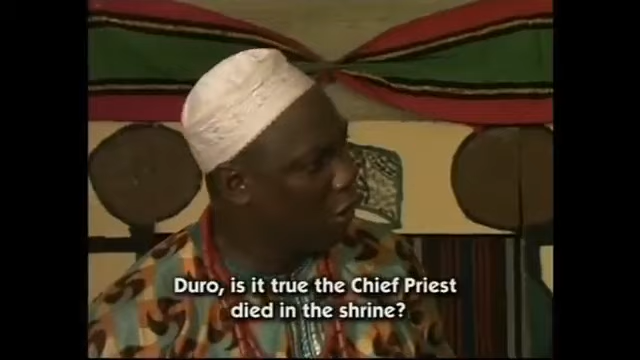 Duro, is it true the Chief Priest
died in the shrine?